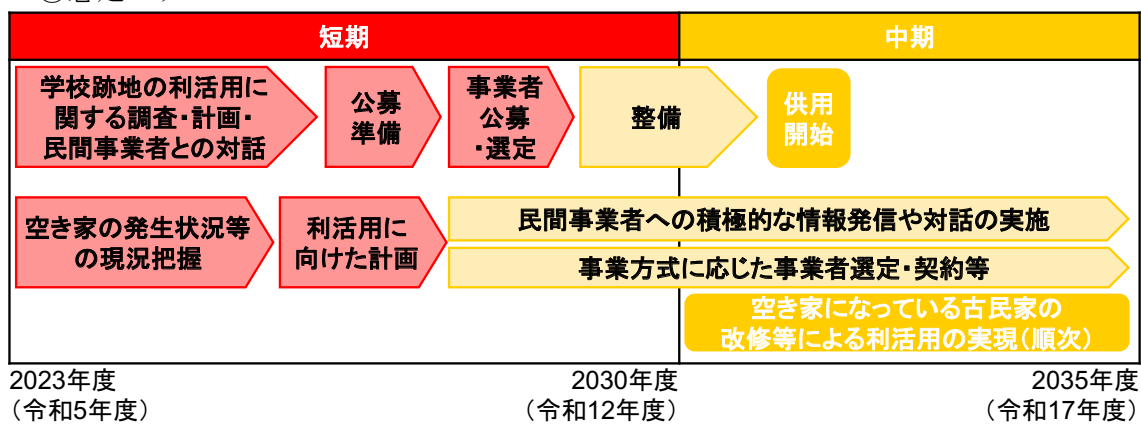 短期
中期
学校跡地の利活用に
関する調査・計画・
民間事業者との対話
公募
準備
事業者
公募
・選定
整備
供用
開始
空き家の発生状況等
の現況把握
利活用に
向けた計画
民間事業者への積極的な情報発信や対話の実施
事業方式に応じた事業者選定・契約等
空き家になっている古民家の
改修等による利活用の実現(順次)
2023年度
(令和5年度)
2030年度
(令和12年度)
2035年度
(令和17年度)